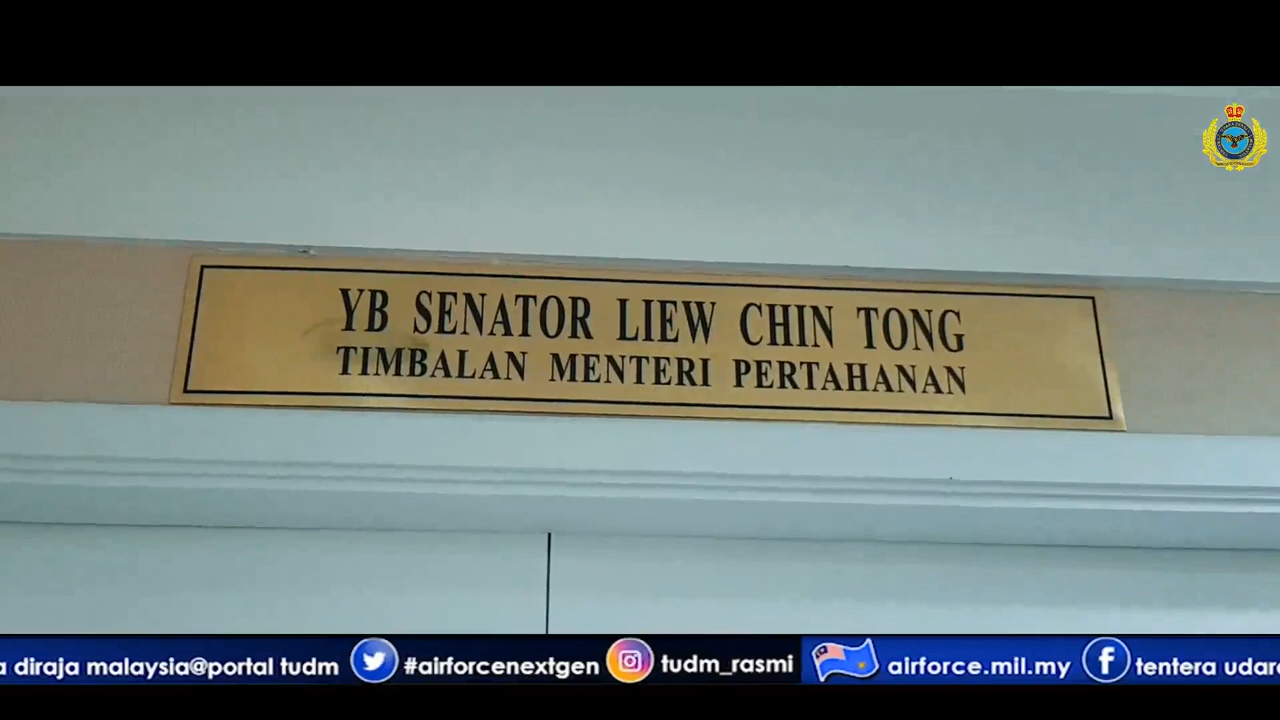 YB SENATOR LIEW CHIN TONG
TIMBALAN MENTERI PERTAHANAN
a diraja malaysia@portal tudm #airforcenextgen tudm_rasmi airforce.mil.my tentera udara